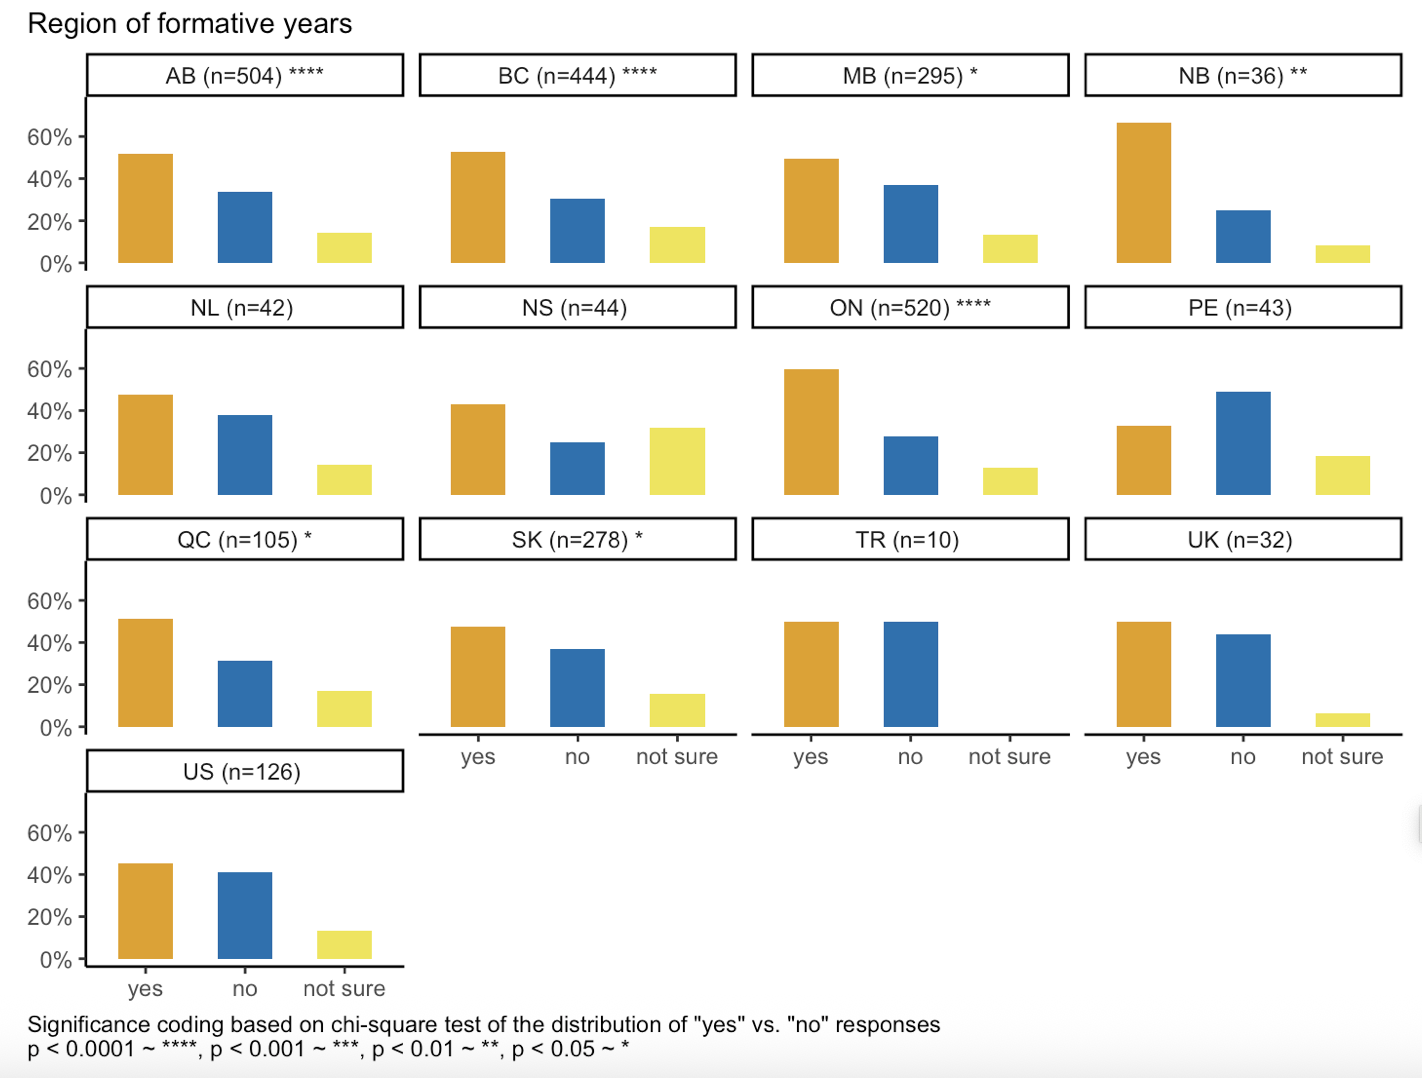 Region of formative years
AB (n=504) ****
BC (n=444) ****
MB (n=295) *
NB (n=36) **
60%
40%
20%
0%
NL (n=42)
NS (n=44)
ON (n=520) ****
PE (n=43)
60%
40%
20%
0%
QC (n=105) *
SK (n=278) *
TR (n=10)
UK (n=32)
60%
40%
20%
0%
yes no not sure
yes no not sure
yes no not sure
US (n=126)
60%
40%
20%
0%
yes no not sure
Significance coding based on chi-square test of the distribution of "yes" vs. "no" responses
p < 0.0001 ~ ****, p < 0.001 ~ ***, p < 0.01 ~ **, p < 0.05 ~ *